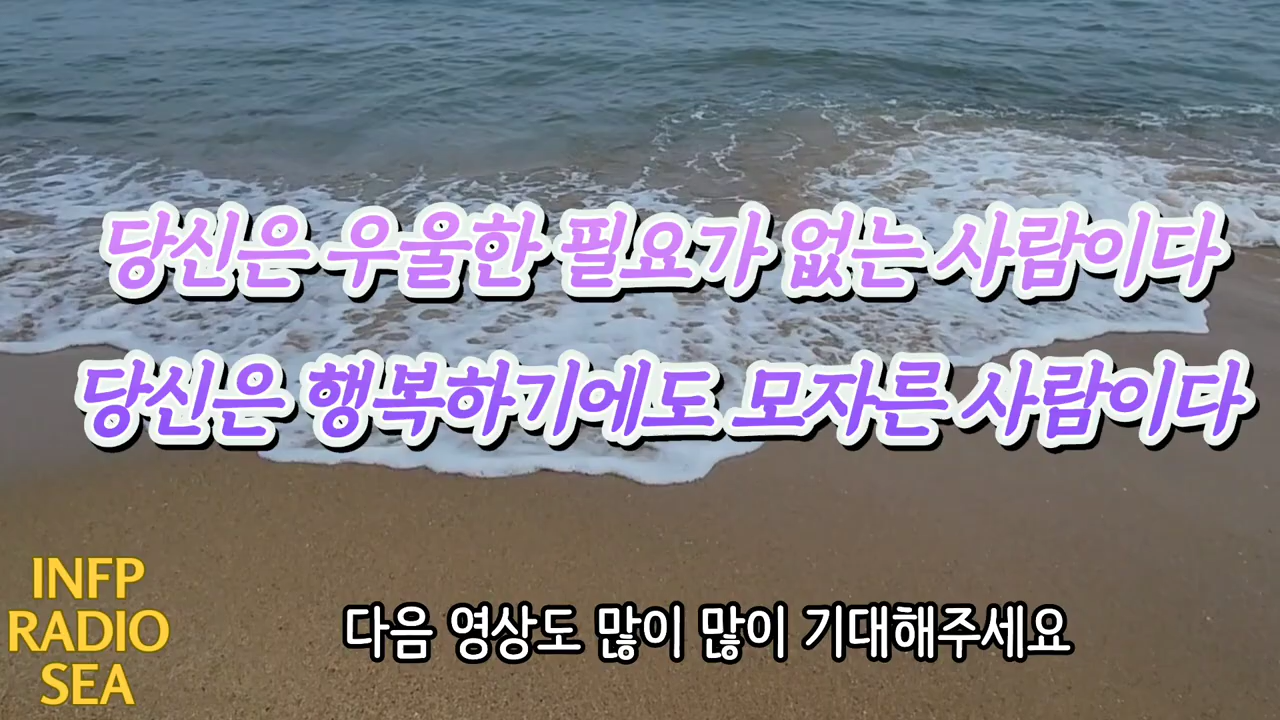 당신은 우울한 필요가 없는 사람이다
당신은 행복하기에도 모자른 사람이다
INFP
RADIO
SEA
다음 영상도 많이 많이 기대해주세요